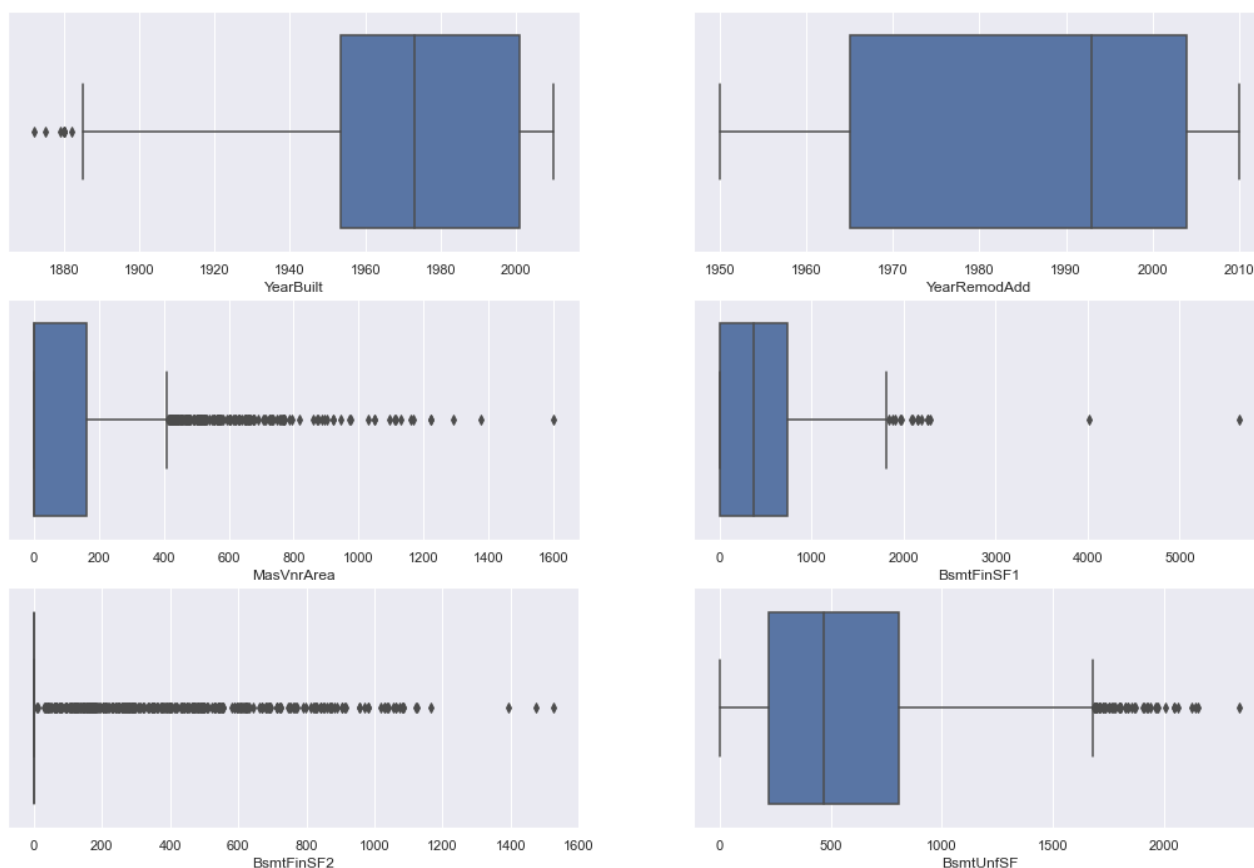 1880 1900 1920 1940 1960 1980 2000
YearBuilt
1950 1960 1970 1980 1990 2000 2010
YearRemodAdd
0 200 400 600 800 1000 1200 1400 1600
MasVnrArea
0 1000 2000 3000 4000 5000
BsmtFinSF1
0 200 400 600 800 1000 1200 1400 1600
BsmtFinSF2
0 500 1000 1500 2000
BsmtUnfSF